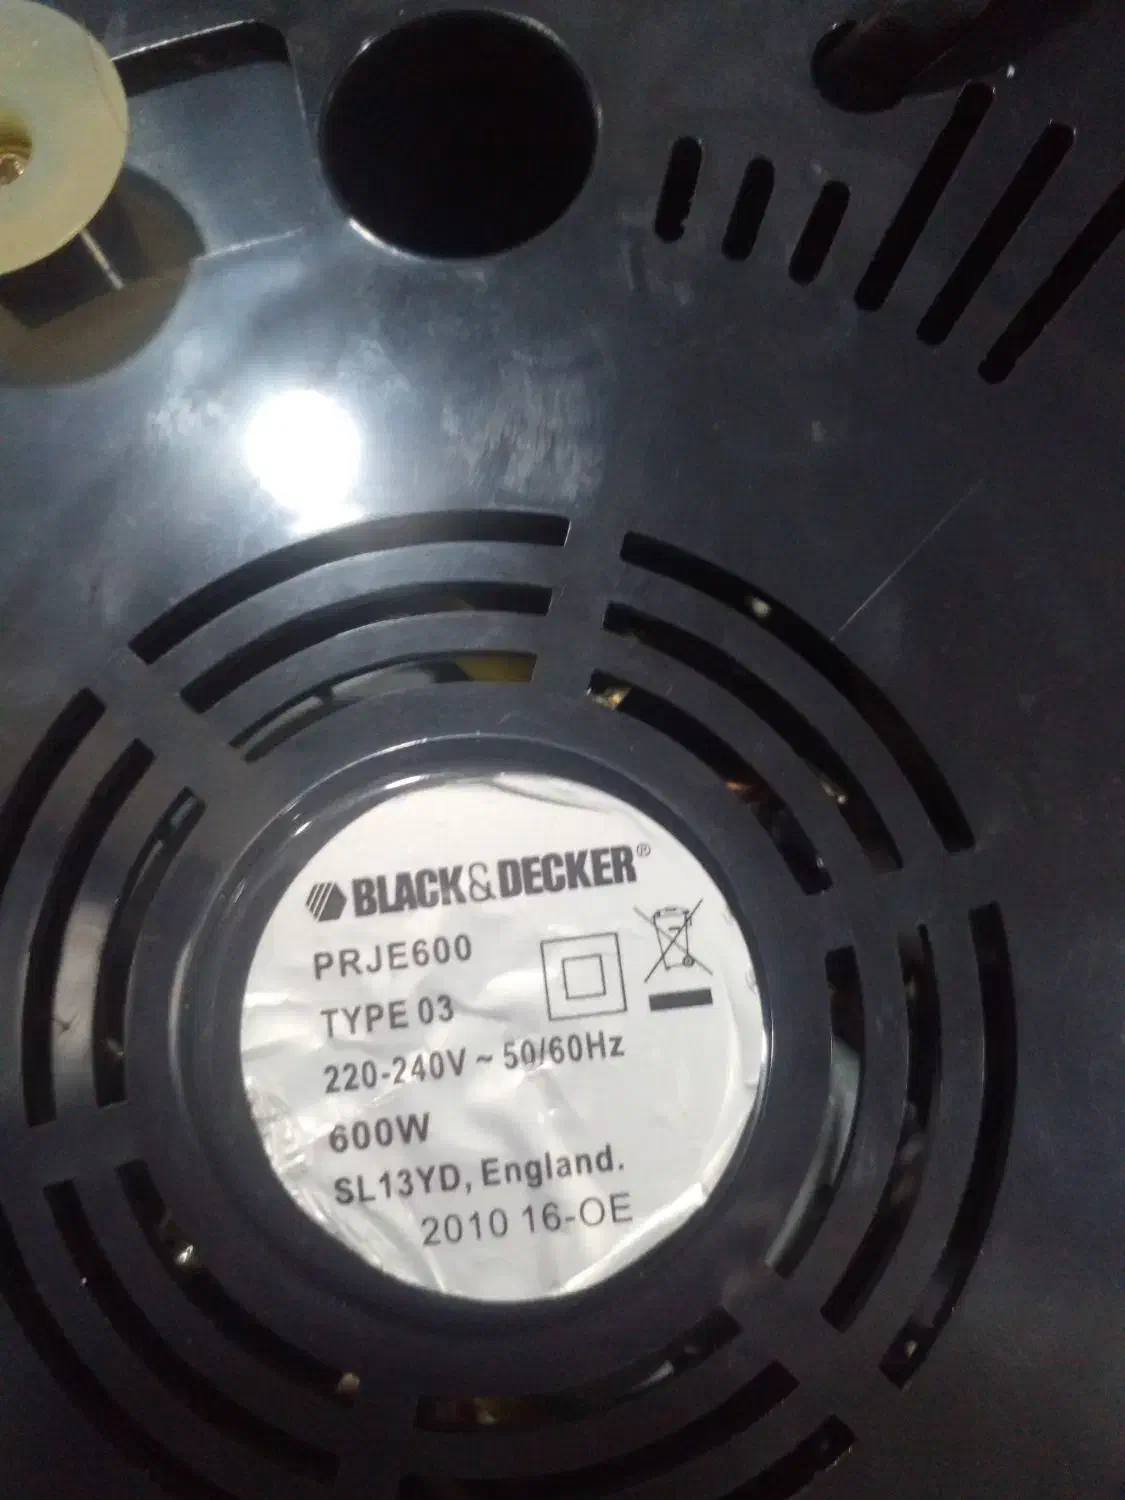 BLACK&DECKER®
PRJE600
TYPE 03
220-240V ~ 50/60Hz
600W
SL13YD, England.
2010 16-OE